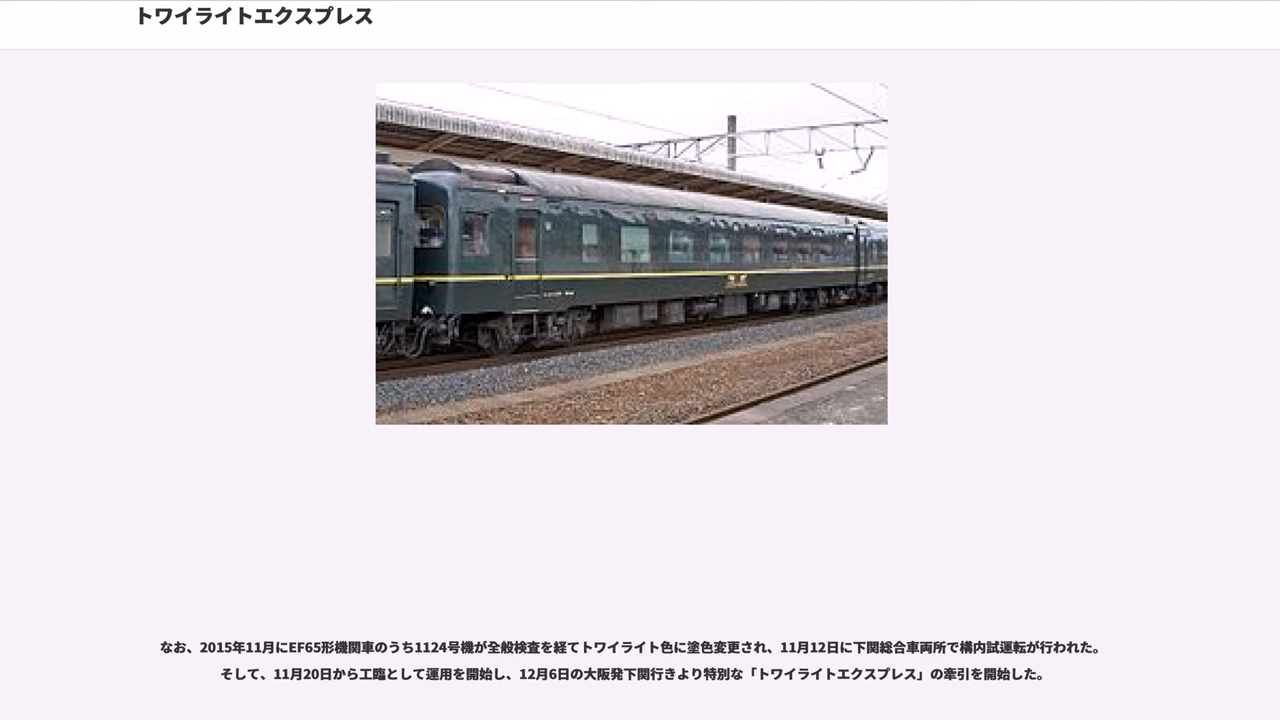 トワイライトエクスプレス
なお、2015年11月にEF65形機関車のうち1124号機が全般検査を経てトワイライト色に塗色変更され、11月12日に下関総合車両所で構内試運転が行われた。
そして、11月20日から工臨として運用を開始し、12月6日の大阪発下関行きより特別な「トワイライトエクスプレス」の牽引を開始した。